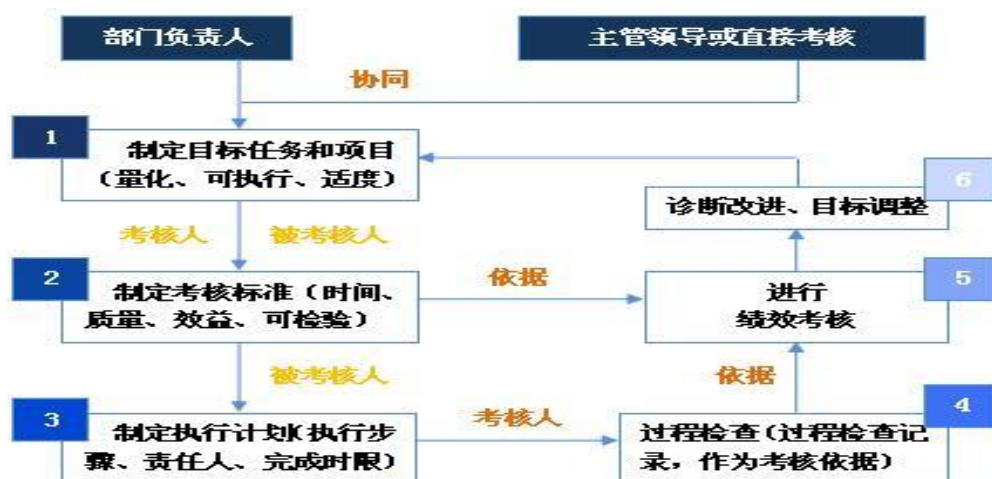 部门负责人
主管领导或直接考核
协同
1
制定目标任务和项目
（量化、可执行、适度）
6
诊断改进、目标调整
考核人
被考核人
2
制定考核标准（时间、
质量、效益、可检验）
依据
5
进行
绩效考核
被考核人
依据
3
制定执行计划(执行步
骤、责任人、完成时限)
考核人
4
过程检查(过程检查记
录，作为考核依据)